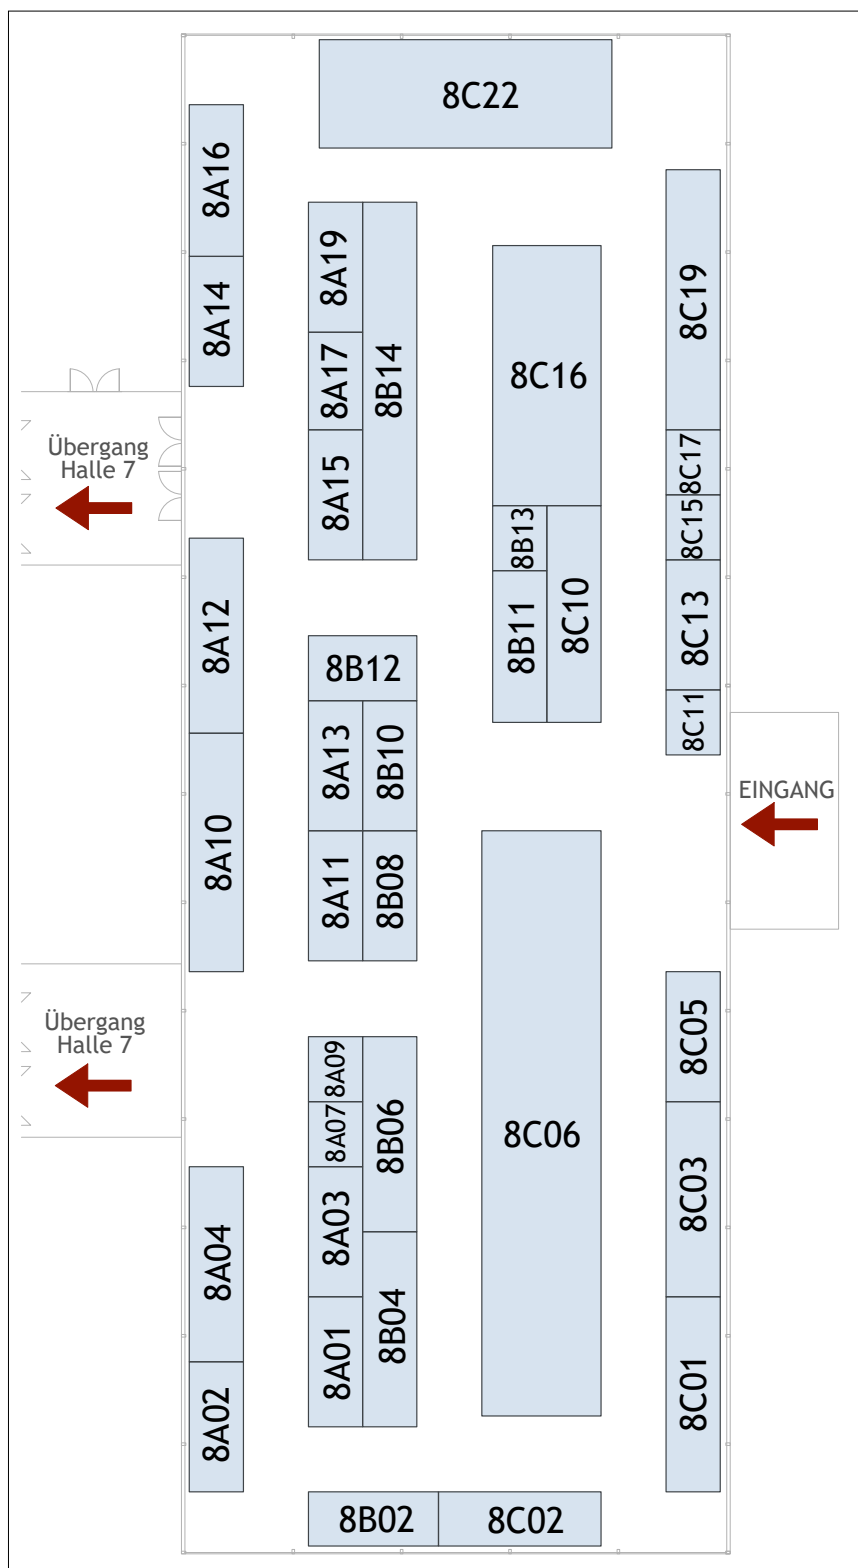 8C22
8A16
8A14
8A19
8A17
8A15
8B14
8C16
8C19
8C17
8C15
8C13
8C11
8B13
8B11
8C10
Übergang
Halle 7
8A12
8A10
8B12
8A13
8B10
8A11
8B08
EINGANG
Übergang
Halle 7
8A09
8A07
8A03
8A01
8B06
8B04
8C06
8C05
8C03
8C01
8A04
8A02
8B02
8C02